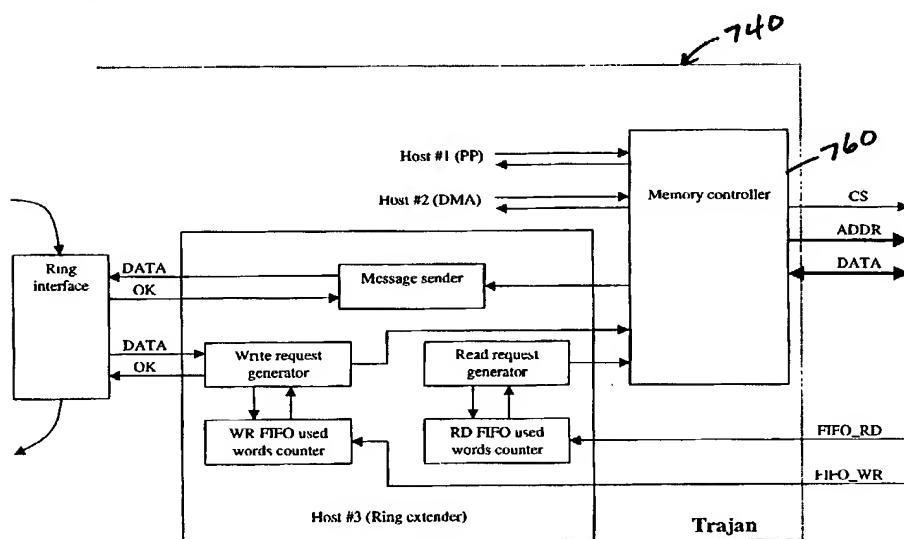 740
Host #1 (PP)
760
Host #2 (DMA)
Memory controller
CS
ADDR
DATA
Ring
interface
DATA
OK
Message sender
DATA
OK
Write request
generator
Read request
generator
WR FIFO used
words counter
RD FIFO used
words counter
FIFO_RD
FIFO_WR
Host #3 (Ring extender)
Trajan